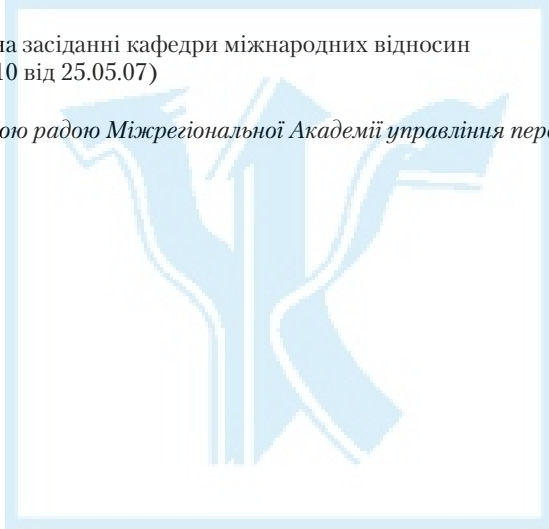 на засіданні кафедри міжнародних відносин
10 від 25.05.07)
ою радою Міжрегіональної Академії управління пер